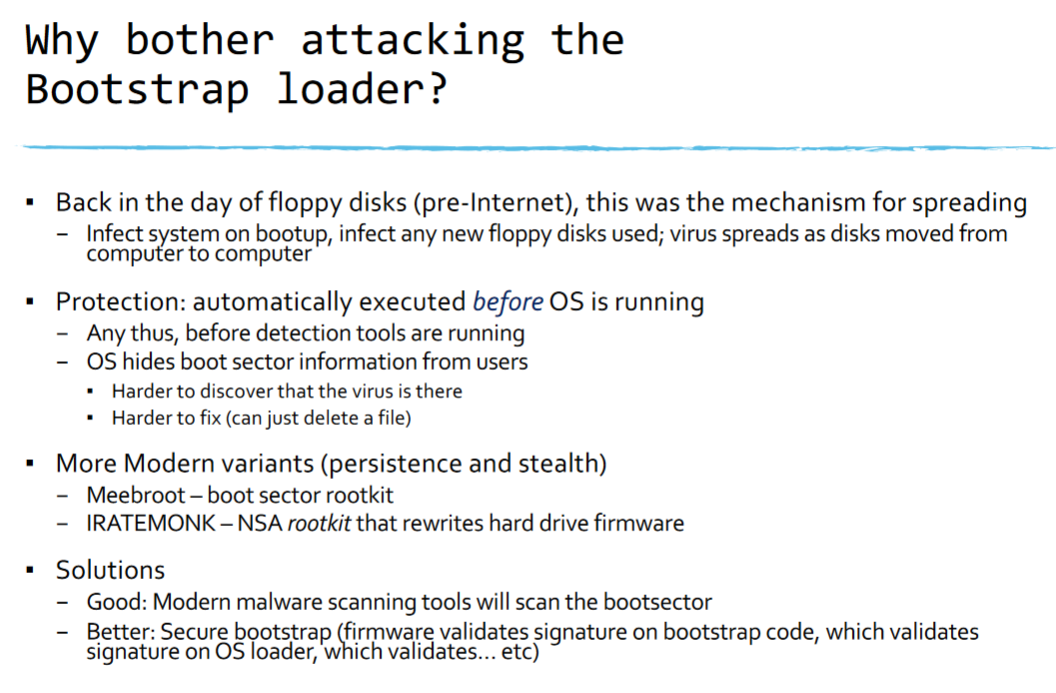 Why bother attacking the
Bootstrap loader?
▪ Back in the day of floppy disks (pre-Internet), this was the mechanism for spreading
– Infect system on bootup, infect any new floppy disks used; virus spreads as disks moved from
computer to computer
▪ Protection: automatically executed before OS is running
– Any thus, before detection tools are running
– OS hides boot sector information from users
▪ Harder to discover that the virus is there
▪ Harder to fix (can just delete a file)
▪ More Modern variants (persistence and stealth)
– Meebroot – boot sector rootkit
– IRATEMONK – NSA rootkit that rewrites hard drive firmware
▪ Solutions
– Good: Modern malware scanning tools will scan the bootsector
– Better: Secure bootstrap (firmware validates signature on bootstrap code, which validates
signature on OS loader, which validates... etc)